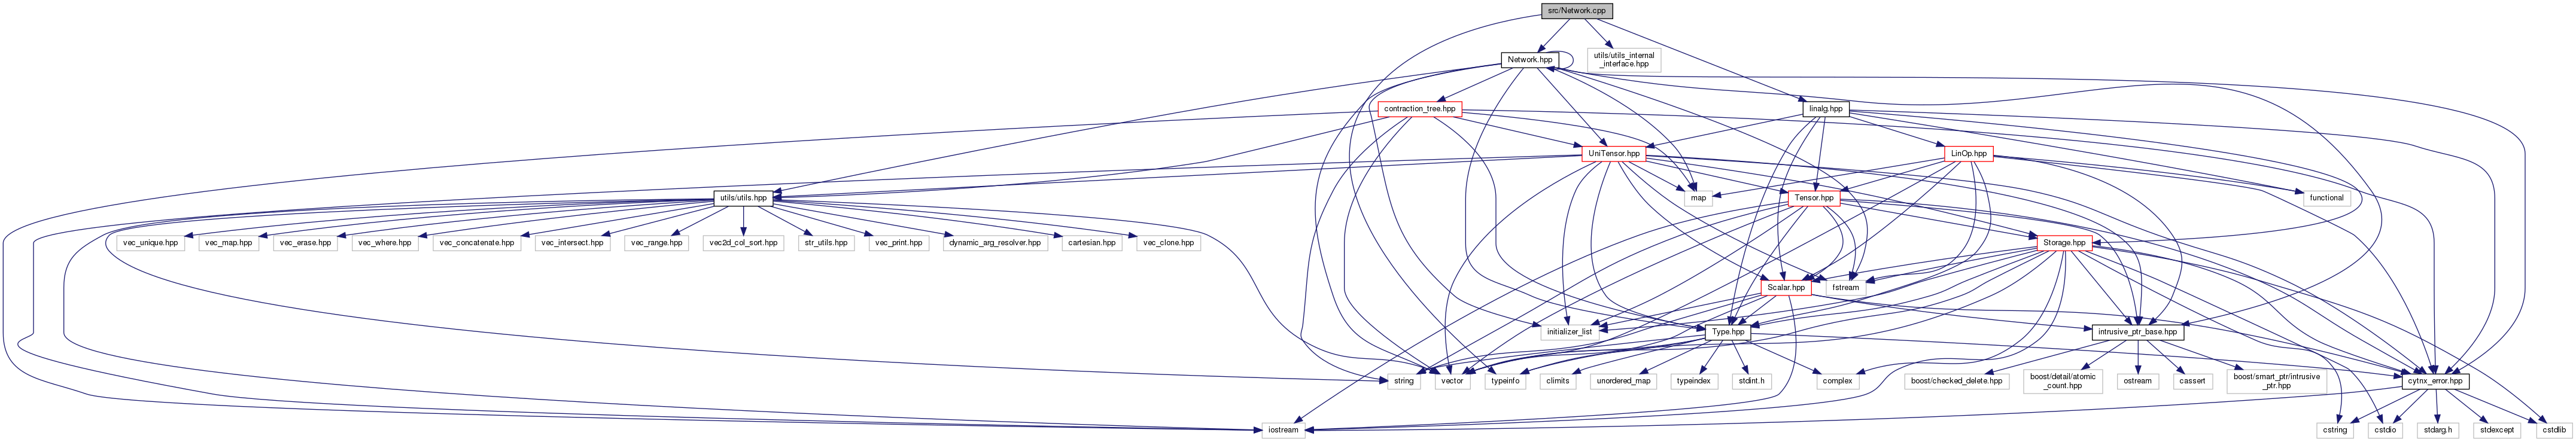 src/Network.cpp
Network.hpp
utils/utils_internal
_interface.hpp
contraction_tree.hpp
linalg.hpp
UniTensor.hpp
LinOp.hpp
utils/utils.hpp
map
Tensor.hpp
functional
vec_unique.hpp
vec_map.hpp
vec_erase.hpp
vec_where.hpp
vec_concatenate.hpp
vec_intersect.hpp
vec_range.hpp
vec2d_col_sort.hpp
str_utils.hpp
vec_print.hpp
dynamic_arg_resolver.hpp
cartesian.hpp
vec_clone.hpp
Storage.hpp
Scalar.hpp
fstream
initializer_list
Type.hpp
intrusive_ptr_base.hpp
string
vector
typeinfo
climits
unordered_map
typeindex
stdint.h
complex
boost/checked_delete.hpp
boost/detail/atomic
_count.hpp
ostream
cassert
boost/smart_ptr/intrusive
_ptr.hpp
cytnx_error.hpp
iostream
cstring
cstdio
stdarg.h
stdexcept
cstdlib